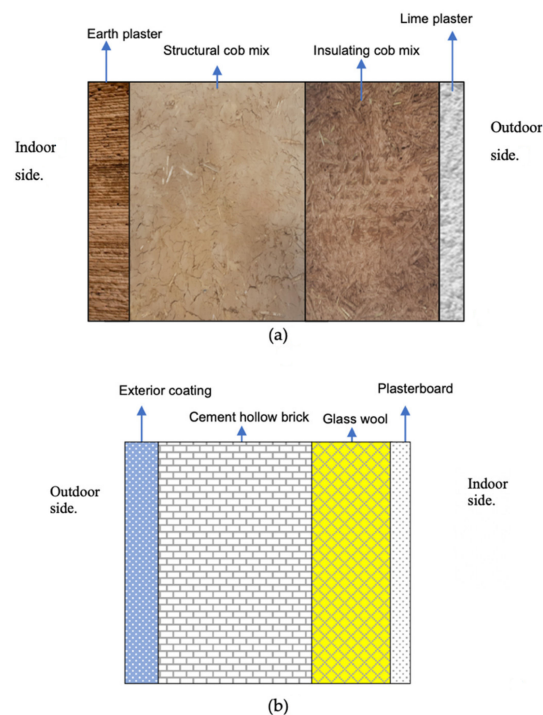 Earth plaster
Structural cob mix
Insulating cob mix
Lime plaster
Indoor
side.
Outdoor
side.
(a)
Exterior coating
Cement hollow brick
Glass wool
Plasterboard
Outdoor
side.
Indoor
side.
(b)